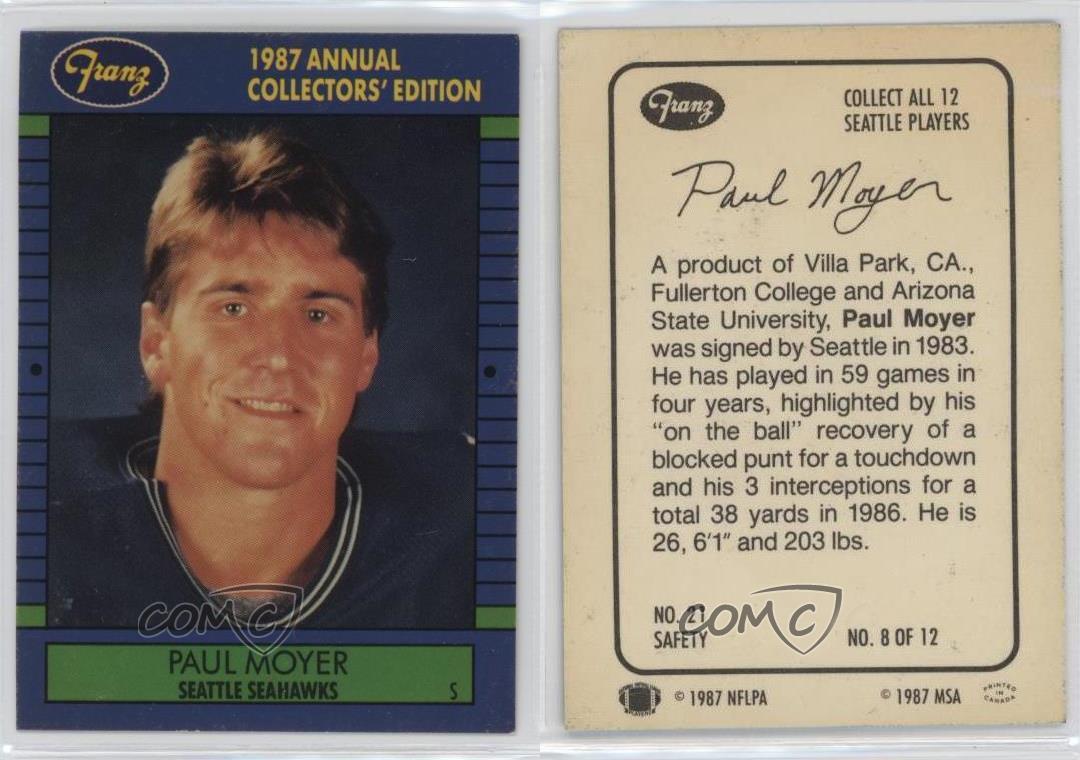 Franz
1987 ANNUAL
COLLECTORS' EDITION
PAUL MOYER
SEATTLE SEAHAWKS
S
COMC
Franz
COLLECT ALL 12
SEATTLE PLAYERS
Paul Moyer
A product of Villa Park, CA.,
Fullerton College and Arizona
State University, Paul Moyer
was signed by Seattle in 1983.
He has played in 59 games in
four years, highlighted by his
"on the ball" recovery of a
blocked punt for a touchdown
and his 3 interceptions for a
total 38 yards in 1986. He is
26, 6'1" and 203 lbs.
NO. 21
SAFETY
NO. 8 OF 12
COMC
PLAYERS
© 1987 NFLPA
© 1987 MSA
PRINTED
IN
CANADA